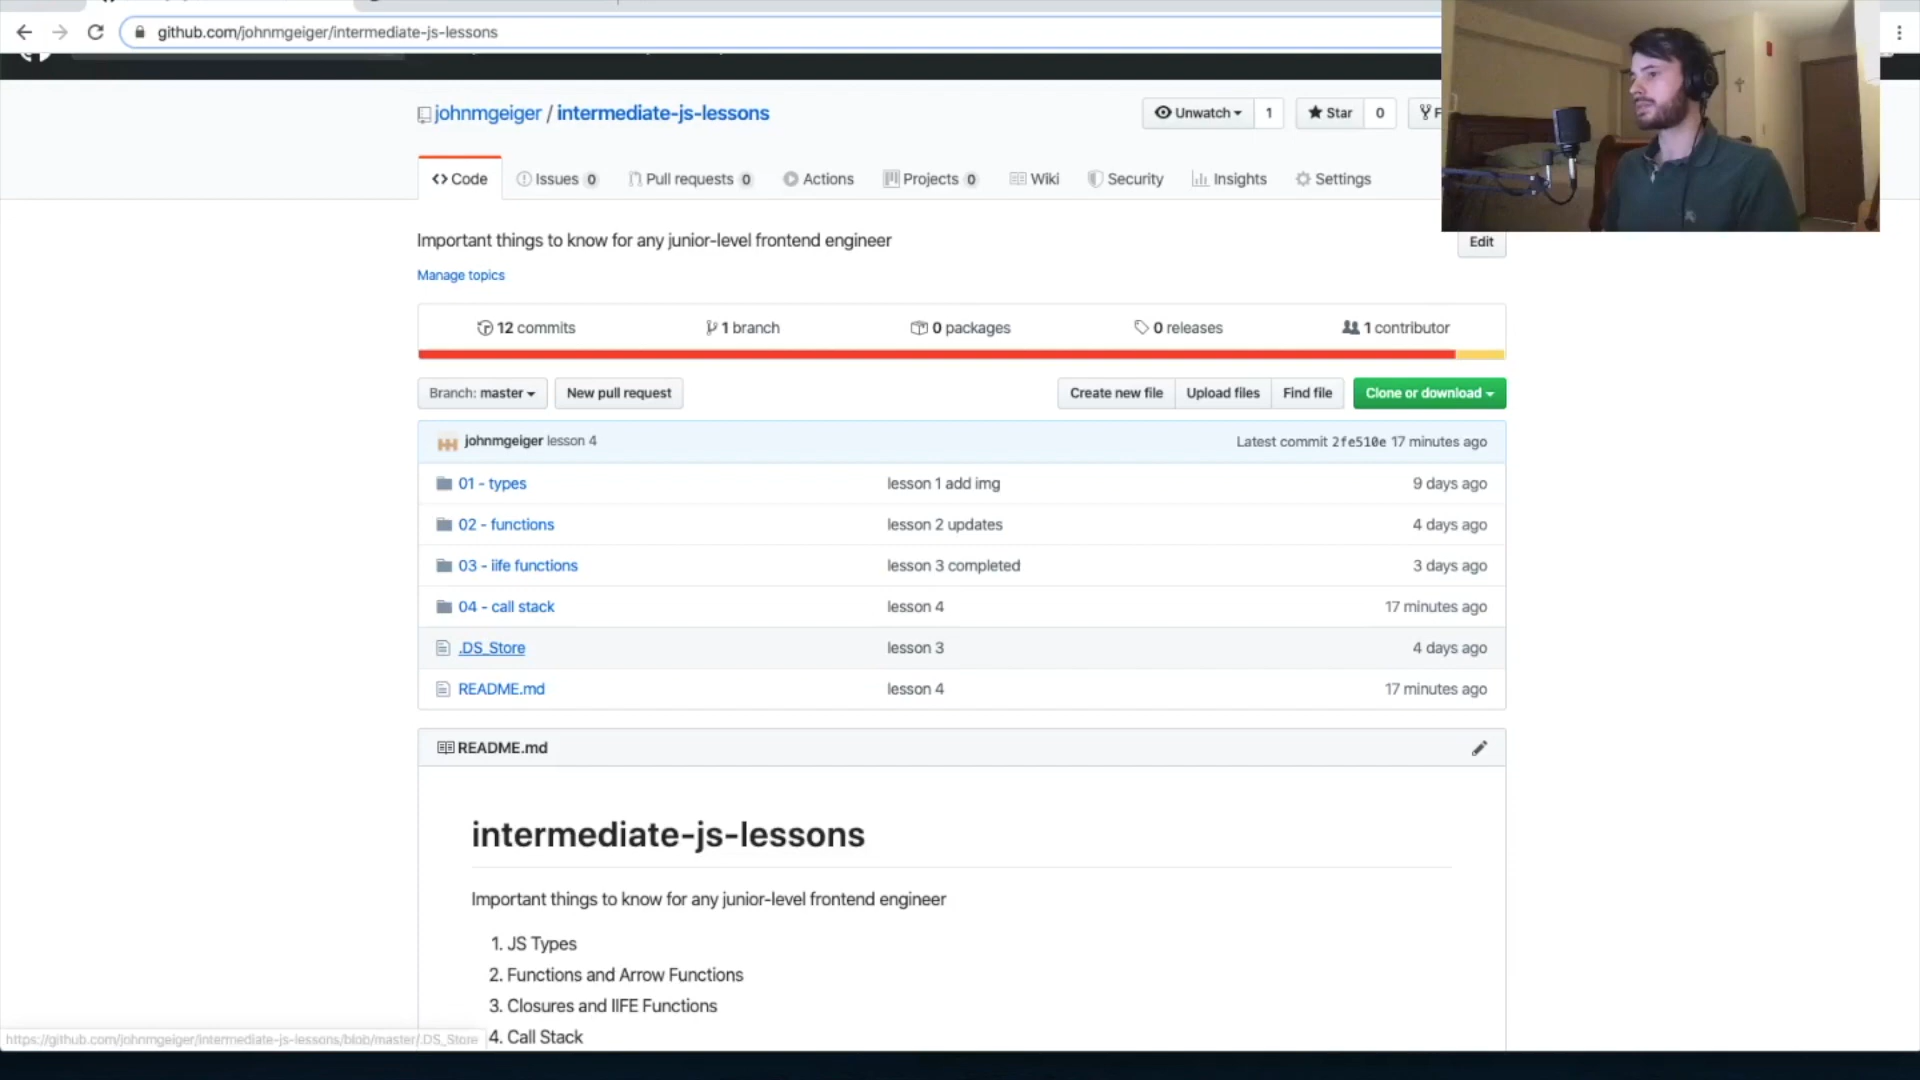 github.com/johnmgeiger/intermediate-js-lessons
johnmgeiger / intermediate-js-lessons
Unwatch 1
Star 0
F
Code
Issues 0
Pull requests 0
Actions
Projects 0
Wiki
Security
Insights
Settings
Important things to know for any junior-level frontend engineer
Edit
Manage topics
12 commits
1 branch
0 packages
0 releases
1 contributor
Branch: master
New pull request
Create new file
Upload files
Find file
Clone or download
johnmgeiger lesson 4
Latest commit 2fe510e 17 minutes ago
01 - types lesson 1 add img 9 days ago
02 - functions lesson 2 updates 4 days ago
03 - iife functions lesson 3 completed 3 days ago
04 - call stack lesson 4 17 minutes ago
.DS_Store lesson 3 4 days ago
README.md lesson 4 17 minutes ago
README.md
intermediate-js-lessons
Important things to know for any junior-level frontend engineer
1. JS Types
2. Functions and Arrow Functions
3. Closures and IIFE Functions
4. Call Stack
https://github.com/johnmgeiger/intermediate-js-lessons/blob/master/.DS_Store